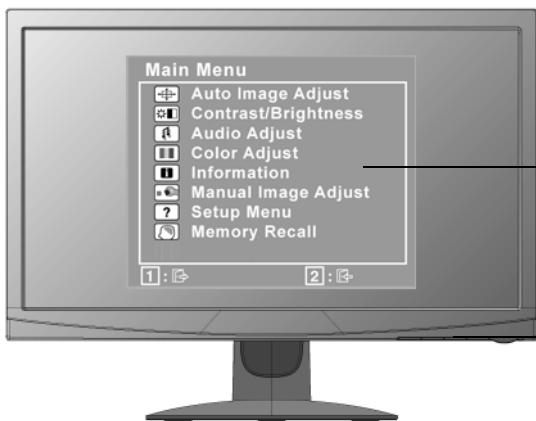 Main Menu
Auto Image Adjust
Contrast/Brightness
Audio Adjust
Color Adjust
Information
Manual Image Adjust
? Setup Menu
Memory Recall
1 : 2 :